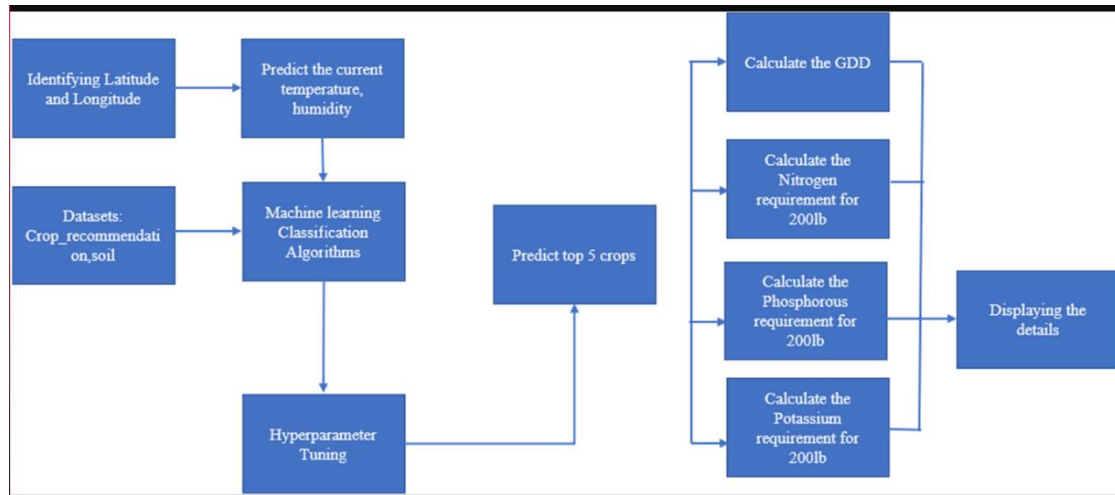 Identifying Latitude
and Longitude
Predict the current
temperature,
humidity
Datasets:
Crop_recommendati
on,soil
Machine learning
Classification
Algorithms
Hyperparameter
Tuning
Predict top 5 crops
Calculate the GDD
Calculate the
Nitrogen
requirement for
200lb
Calculate the
Phosphorous
requirement for
200lb
Calculate the
Potassium
requirement for
200lb
Displaying the
details